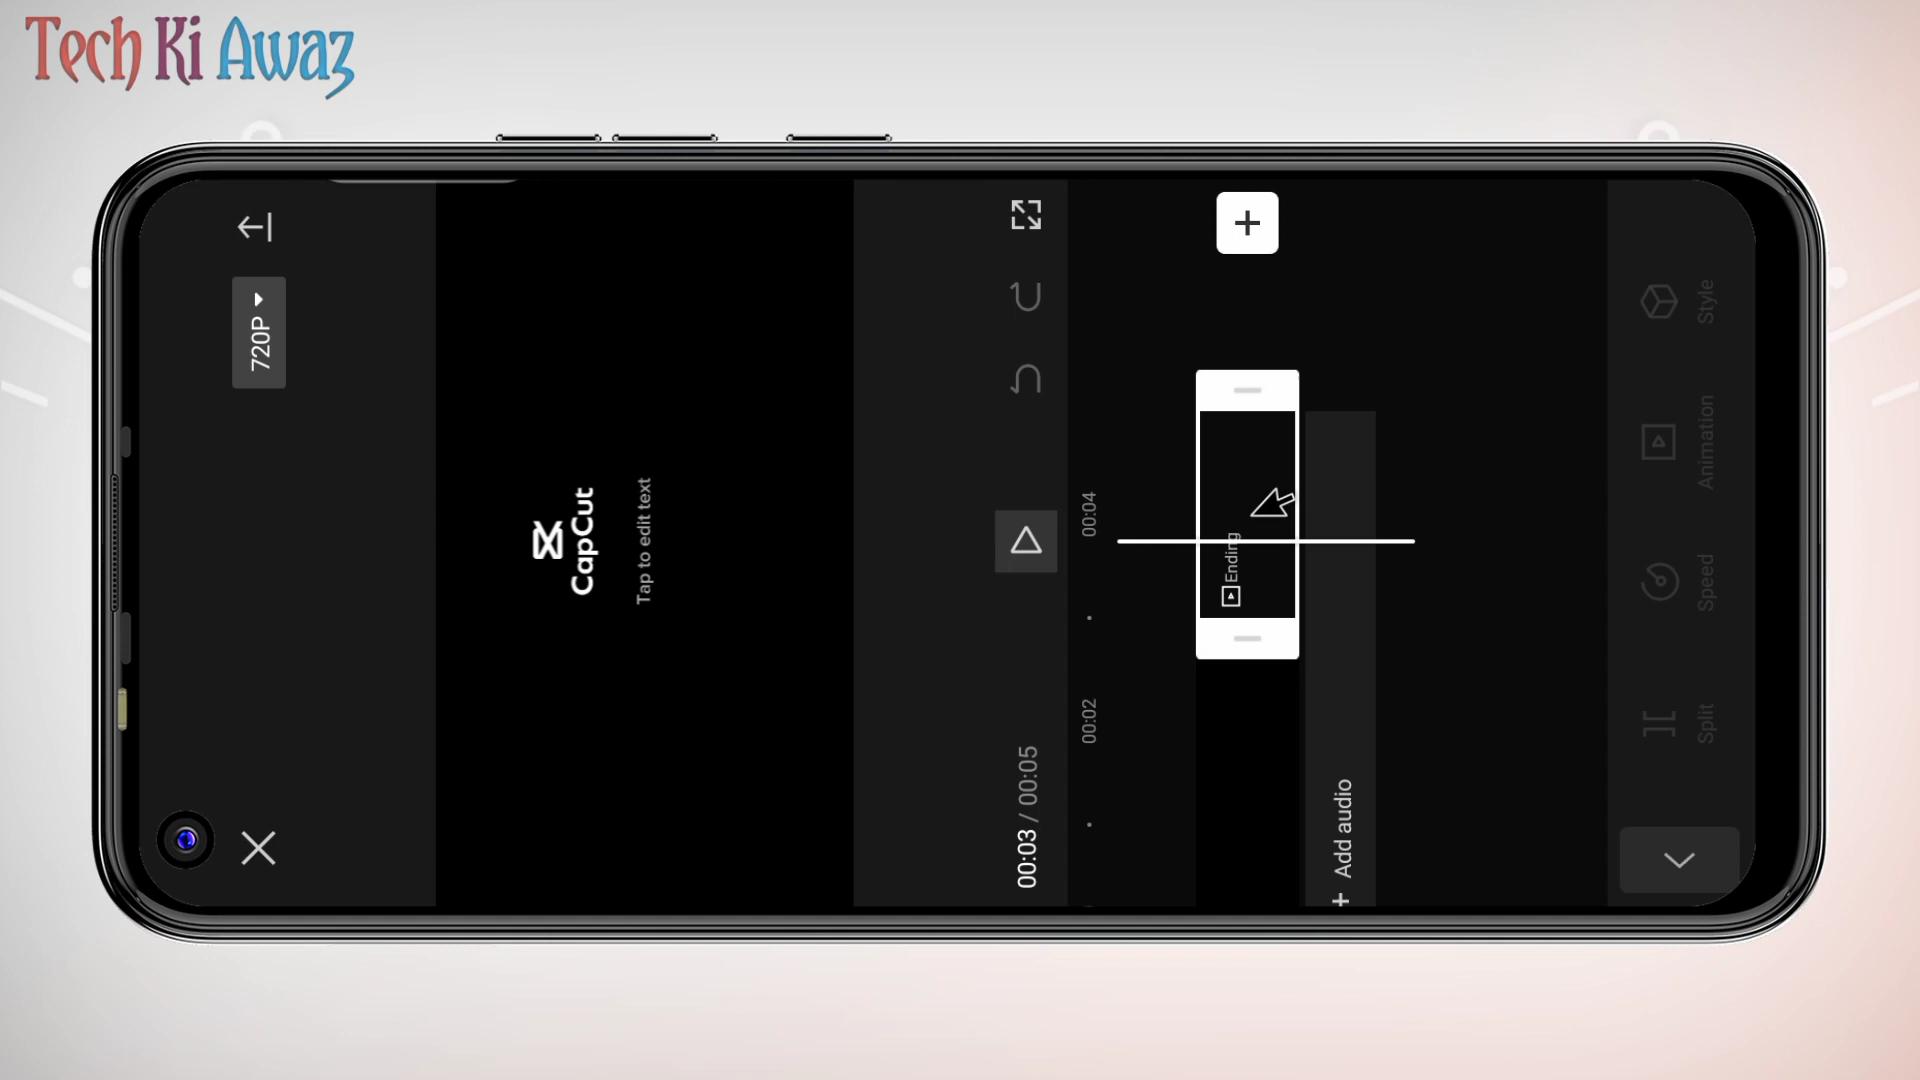 Tech Ki Awaz
720P
CapCut
Tap to edit text
00:03 / 00:05
00:02
00:04
Ending
+ Add audio
Split
Speed
Animation
Style